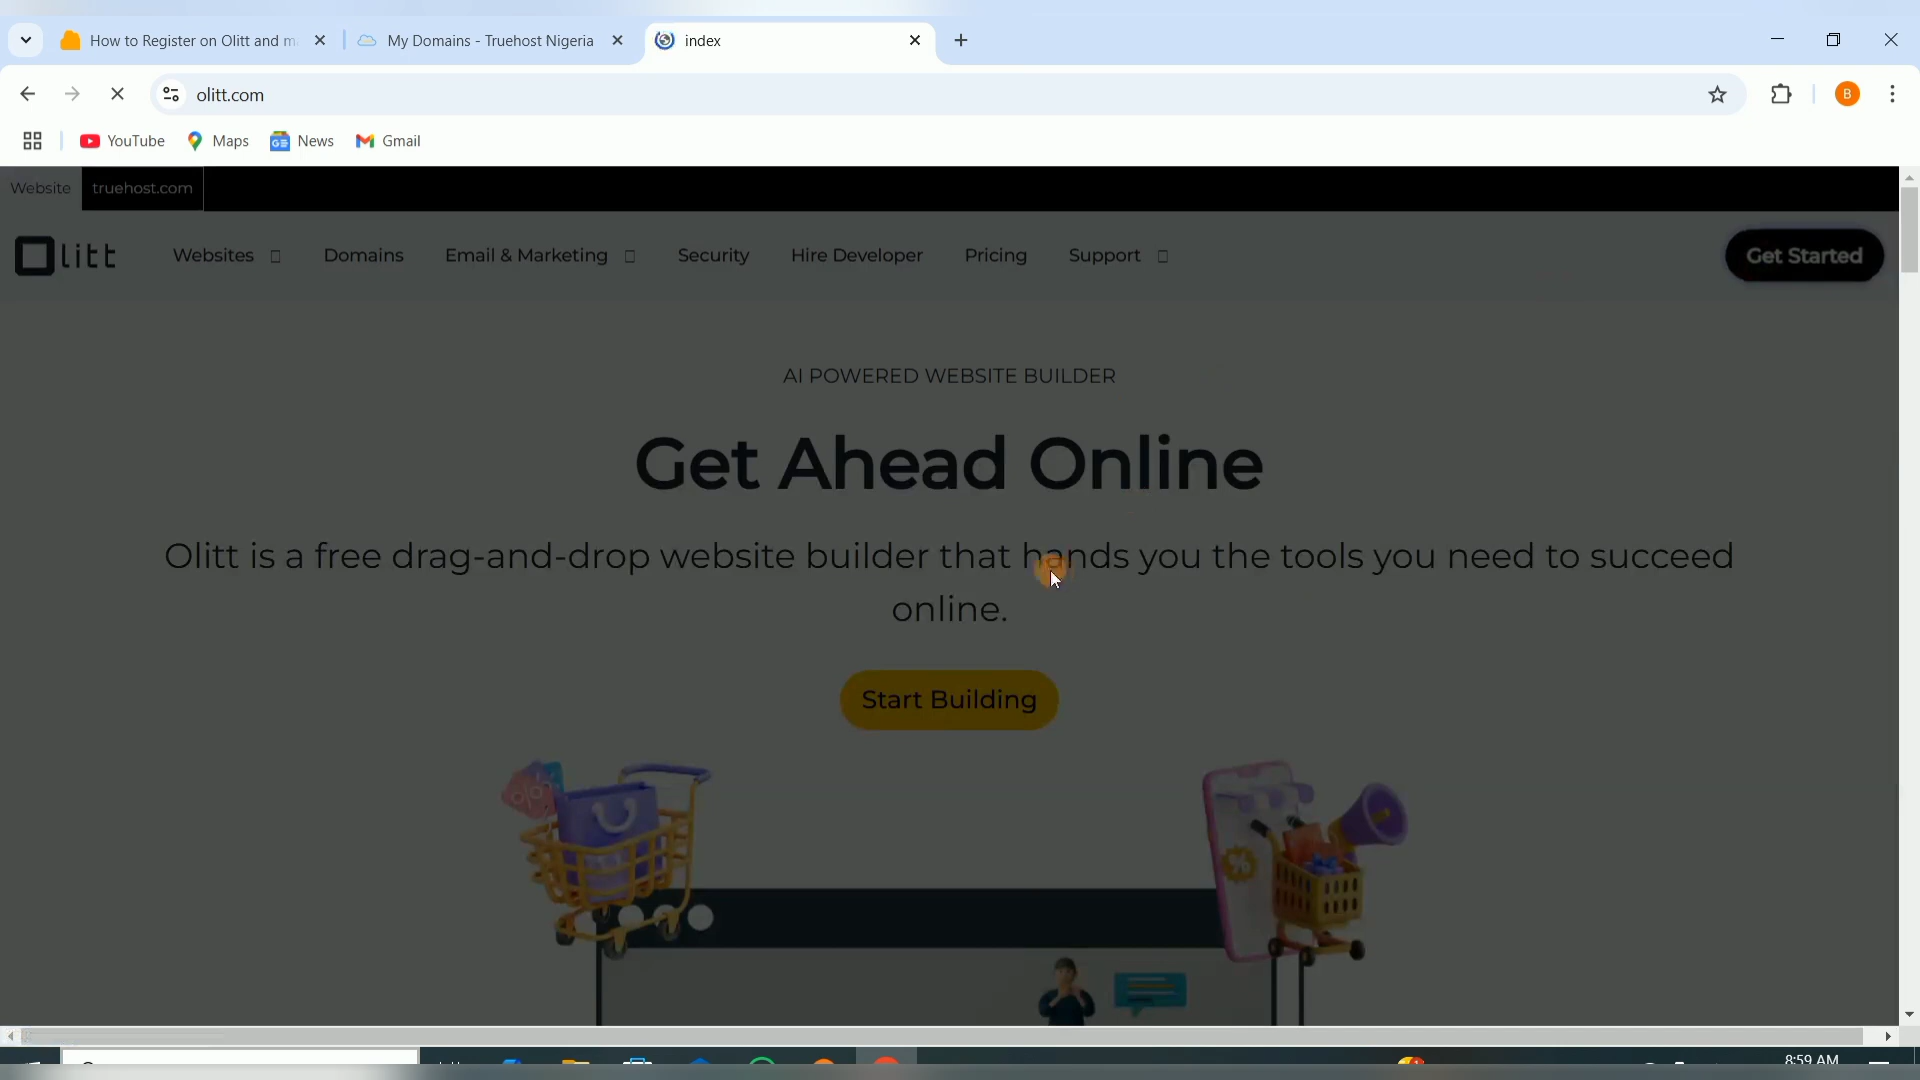 How to Register on Olitt and m
My Domains - Truehost Nigeria
index
olitt.com
B
YouTube
Maps
News
Gmail
Website
truehost.com
Olitt
Websites
Domains
Email & Marketing
Security
Hire Developer
Pricing
Support
Get Started
AI POWERED WEBSITE BUILDER
Get Ahead Online
Olitt is a free drag-and-drop website builder that hands you the tools you need to succeed
online.
Start Building
8:59 AM